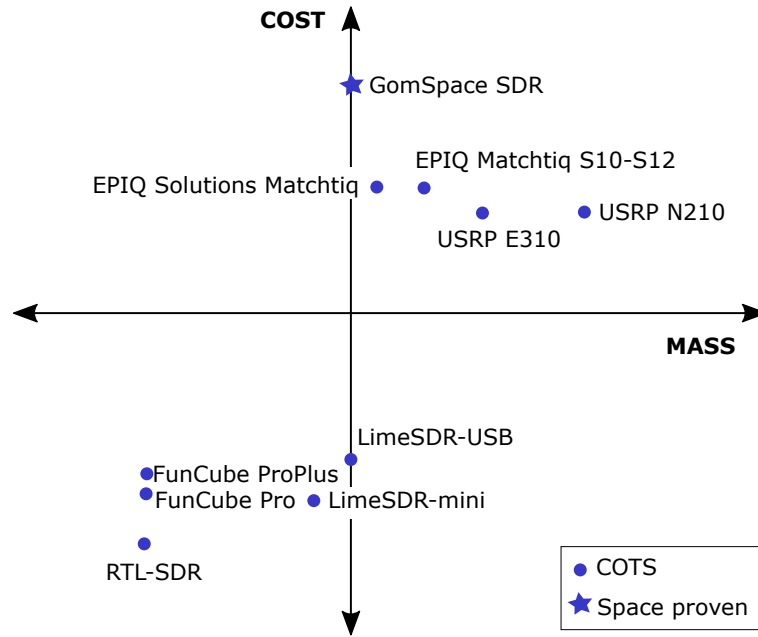 COST
GomSpace SDR
EPIQ Matchtiq S10-S12
EPIQ Solutions Matchtiq
USRP N210
USRP E310
MASS
LimeSDR-USB
FunCube ProPlus
FunCube Pro
LimeSDR-mini
RTL-SDR
COTS
Space proven